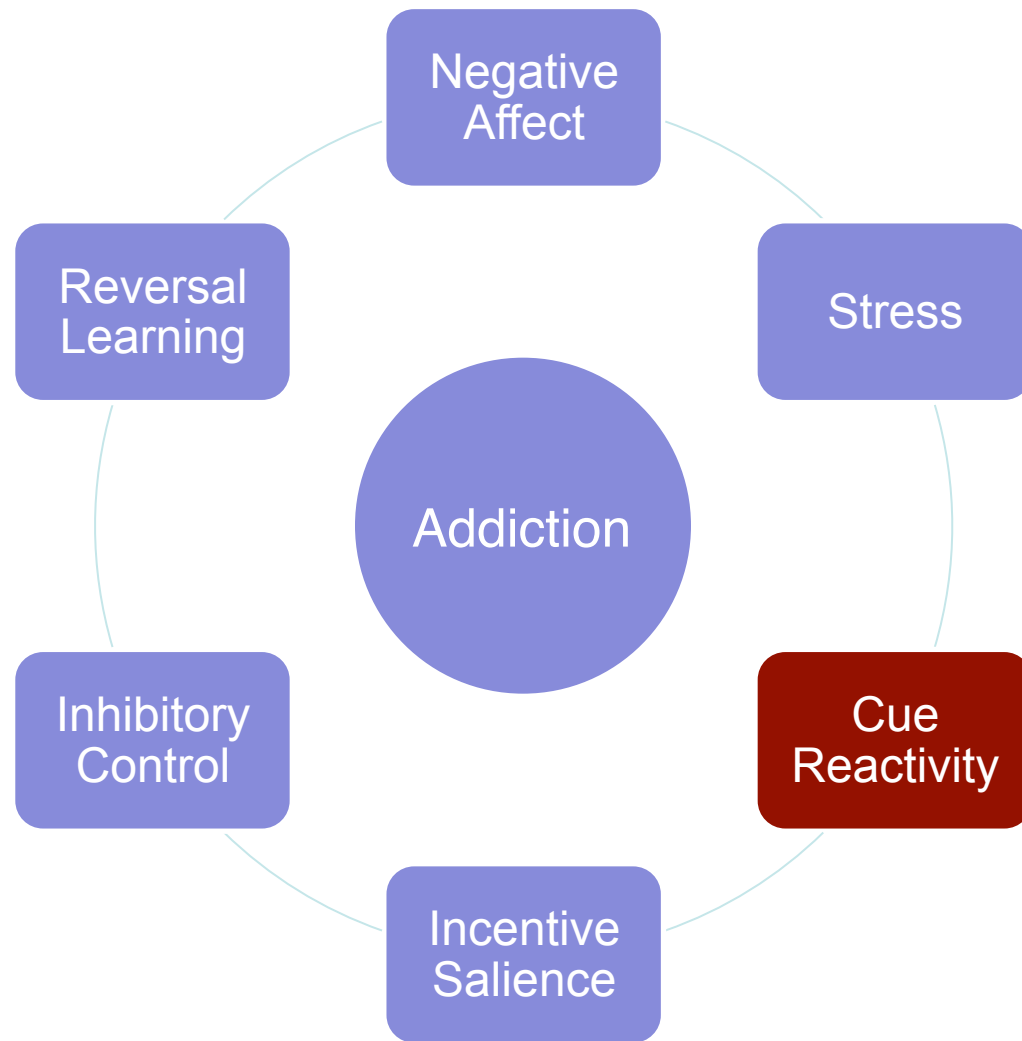 Negative
Affect
Stress
Cue
Reactivity
Incentive
Salience
Inhibitory
Control
Reversal
Learning
Addiction